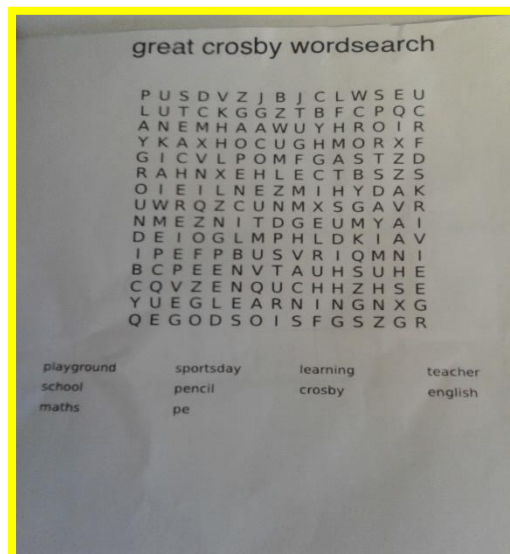 great crosby wordsearch
P U S D V Z J B J C L W S E U
L U T C K G G Z T B F C P Q C
A N E M H A A W U Y H R O I R
Y K A X H O C U G H M O R X F
G I C V L P O M F G A S T Z D
R A H N X E H L E C T B S Z S
O I E I L N E Z M I H Y D A K
U W R Q Z C U N M X S G A V R
N M E Z N I T D G E U M Y A I
D E I O G L M P H L D K I A V
I P E F P B U S V R I Q M N I
B C P E E N V T A U H S U H E
C Q V Z E N Q U C H H Z H S E
Y U E G L E A R N I N G N X G
Q E G O D S O I S F G S Z G R
playground sportsday learning teacher
school pencil crosby english
maths pe